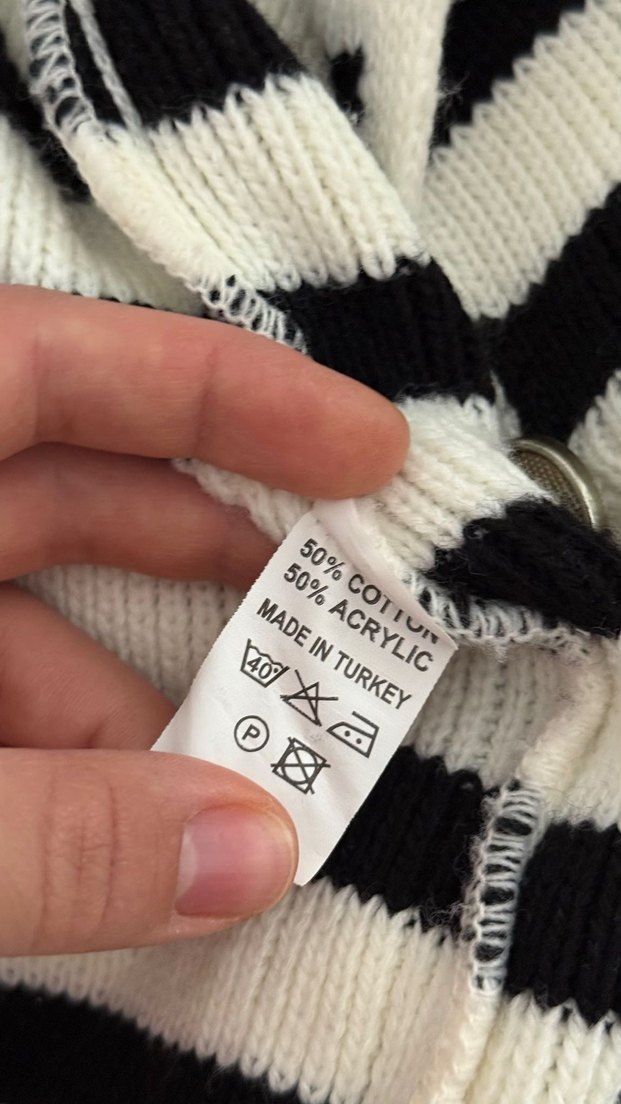 50% COTTON
50% ACRYLIC
MADE IN TURKEY
40°
P